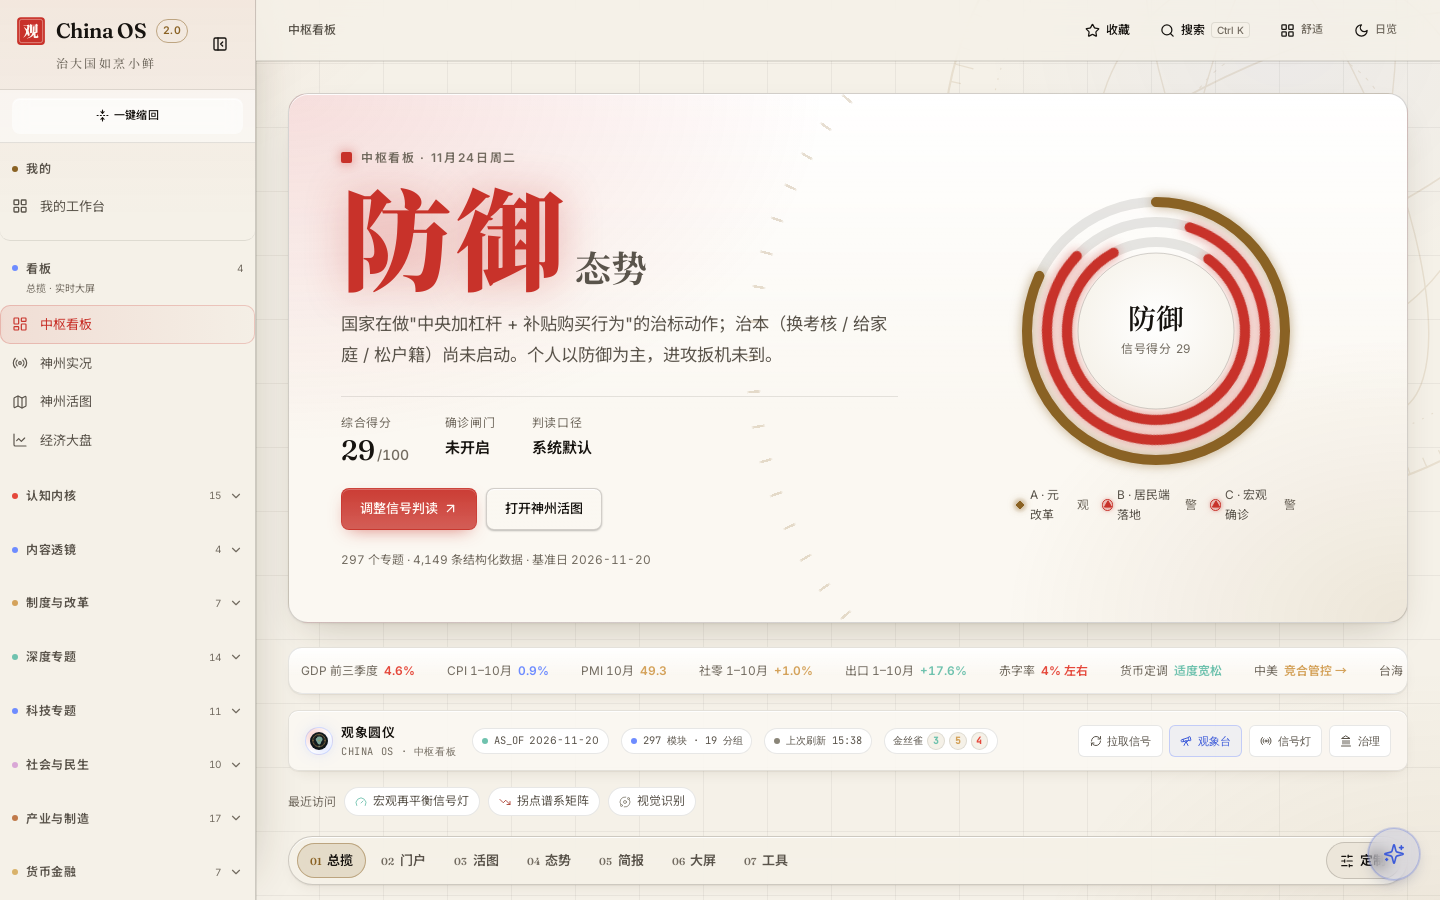 观
China OS 2.0
治大国如烹小鲜
一键缩回
我的
我的工作台
看板 4
总揽 · 实时大屏
中枢看板
神州实况
神州活图
经济大盘
认知内核 15
内容透镜 4
制度与改革 7
深度专题 14
科技专题 11
社会与民生 10
产业与制造 17
货币金融 7
中枢看板
收藏
搜索 Ctrl K
舒适
日览
中枢看板 · 11月24日周二
防御 态势
国家在做"中央加杠杆 + 补贴购买行为"的治标动作；治本（换考核 / 给家
庭 / 松户籍）尚未启动。个人以防御为主，进攻扳机未到。
综合得分 确诊闸门 判读口径
29/100 未开启 系统默认
调整信号判读
打开神州活图
297 个专题 · 4,149 条结构化数据 · 基准日 2026-11-20
防御
信号得分 29
A · 元改革 观
B · 居民端落地 警
C · 宏观确诊 警
GDP 前三季度 4.6% CPI 1–10月 0.9% PMI 10月 49.3 社零 1–10月 +1.0% 出口 1–10月 +17.6% 赤字率 4% 左右 货币定调 适度宽松 中美 竞合管控 → 台海
观象圆仪
CHINA OS · 中枢看板
AS_OF 2026-11-20
297 模块 · 19 分组
上次刷新 15:38
金丝雀 3 5 4
拉取信号
观象台
信号灯
治理
最近访问 宏观再平衡信号灯 拐点谱系矩阵 视觉识别
01 总揽 02 门户 03 活图 04 态势 05 简报 06 大屏 07 工具